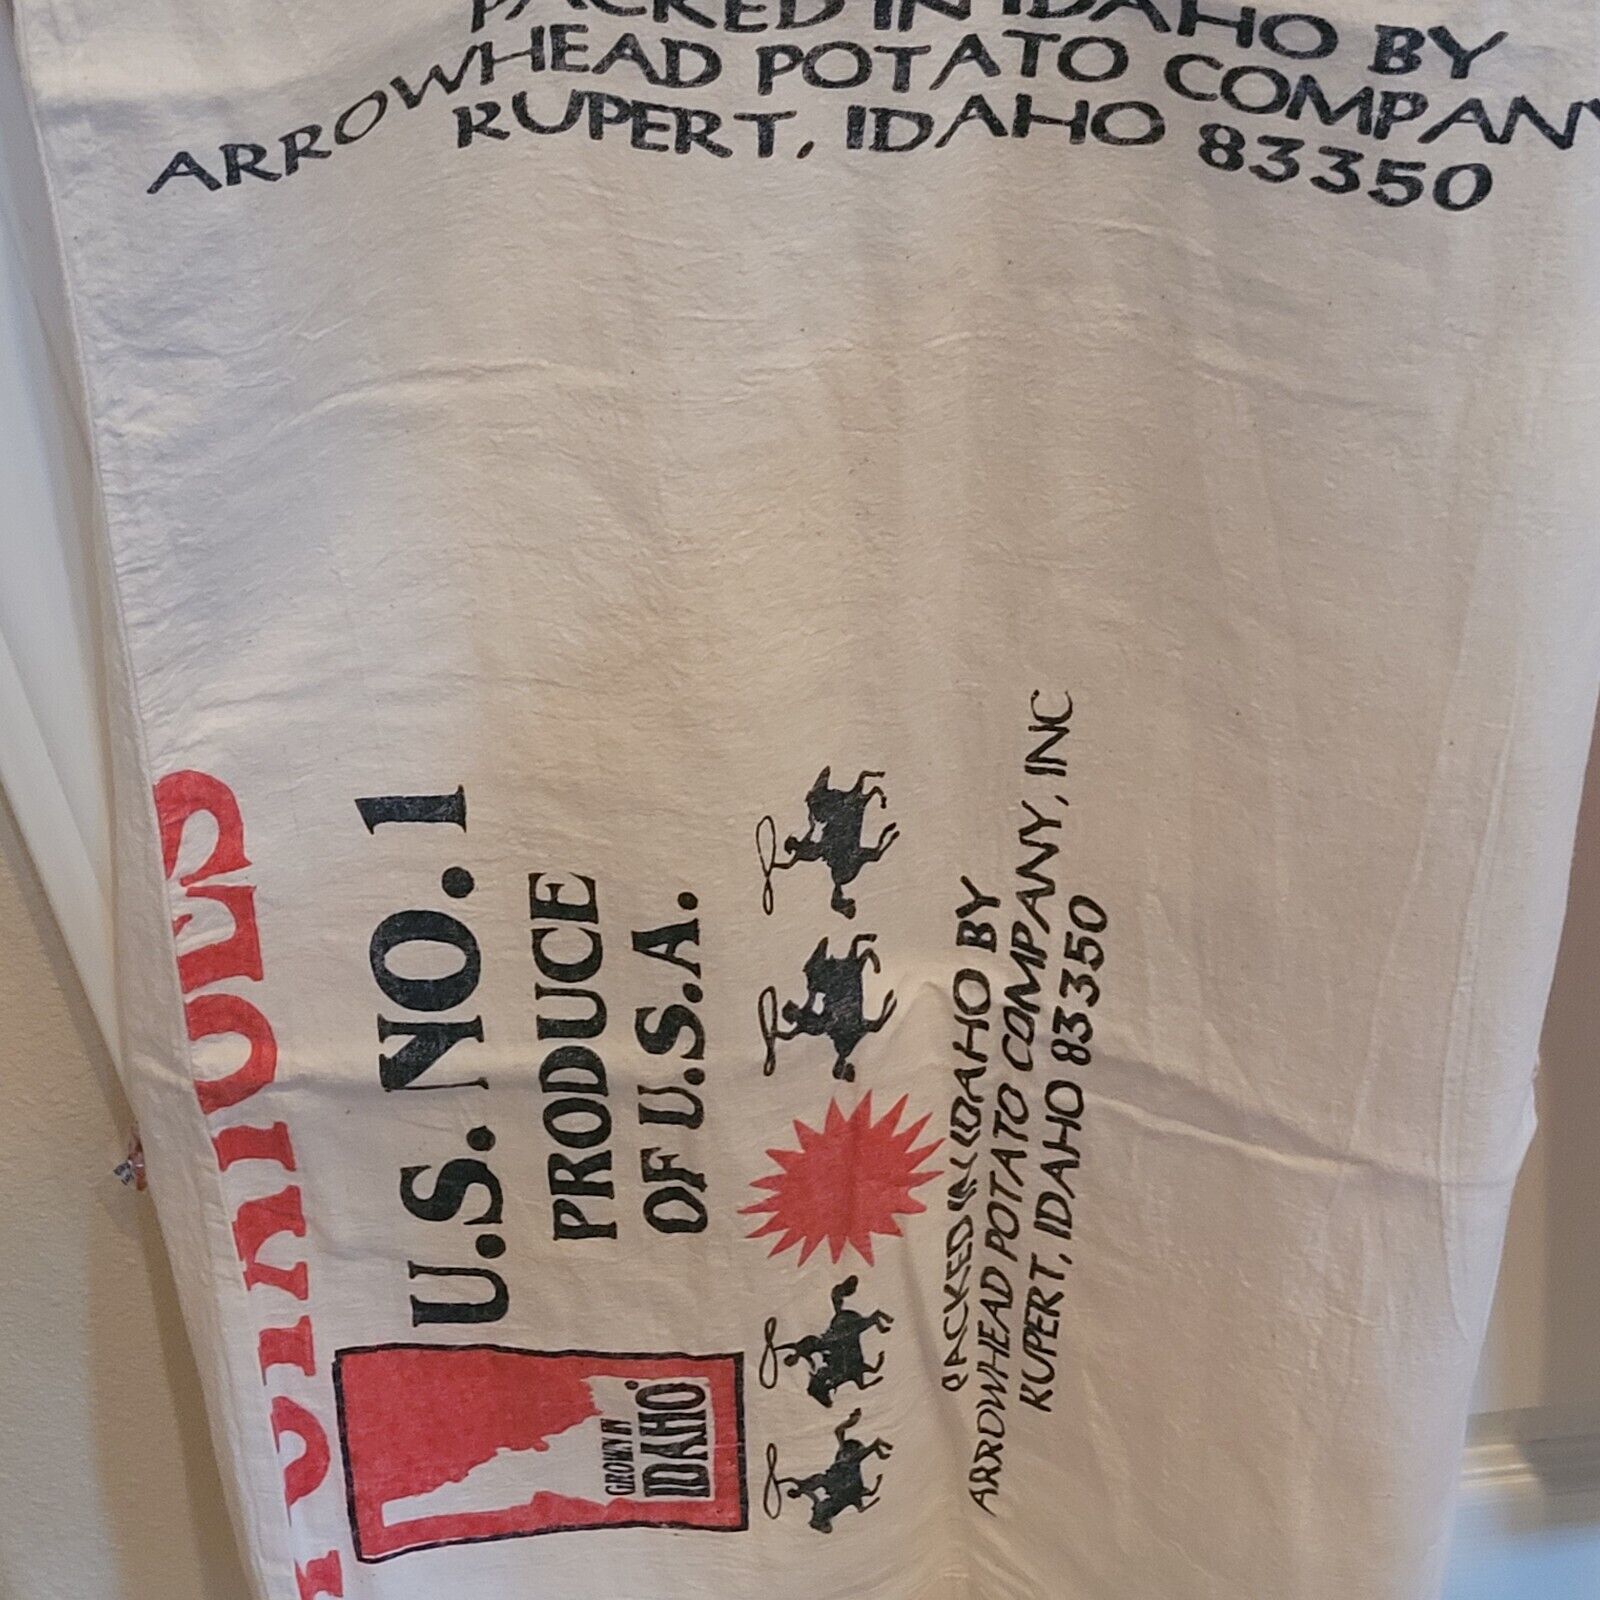 PACKED IN IDAHO BY
ARROWHEAD POTATO COMPANY
RUPERT, IDAHO 83350
POTATOES
U.S. NO. 1
PRODUCE
OF U.S.A.
GROWN IN
IDAHO
PACKED IN IDAHO BY
ARROWHEAD POTATO COMPANY, INC
RUPERT, IDAHO 83350